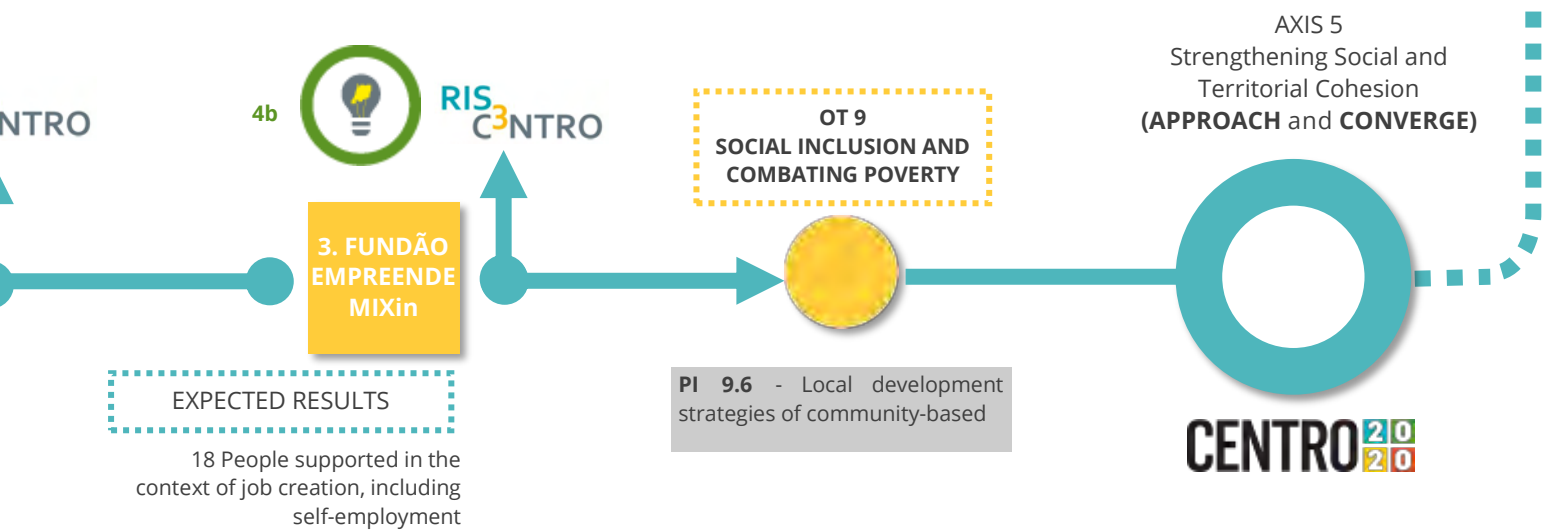 NTRO
4b
RIS
C3NTRO
3. FUNDÃO
EMPREENDE
MIXin
EXPECTED RESULTS
18 People supported in the
context of job creation, including
self-employment
OT 9
SOCIAL INCLUSION AND
COMBATING POVERTY
PI 9.6 - Local development
strategies of community-based
AXIS 5
Strengthening Social and
Territorial Cohesion
(APPROACH and CONVERGE)
CENTRO 20
20